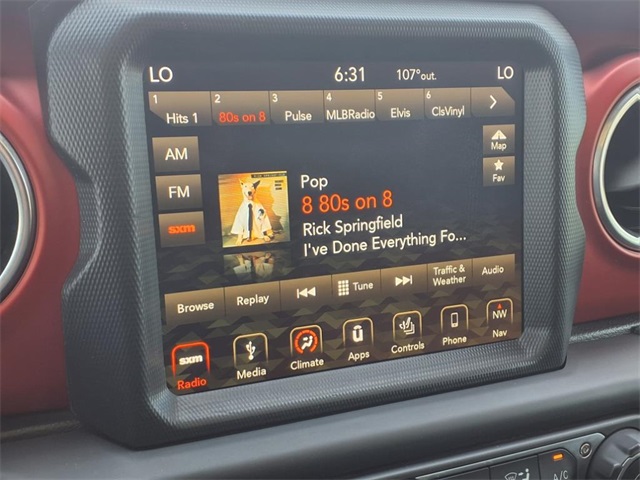 LO 6:31 107°out. LO
1 2 3 4 5 6
Hits 1 80s on 8 Pulse MLBRadio Elvis ClsVinyl
AM
Map
FM
Fav
sxm
Pop
8 80s on 8
Rick Springfield
I've Done Everything Fo...
Browse Replay Tune Traffic & Weather Audio
sxm NW
Radio Media Climate Apps Controls Phone Nav
A/C